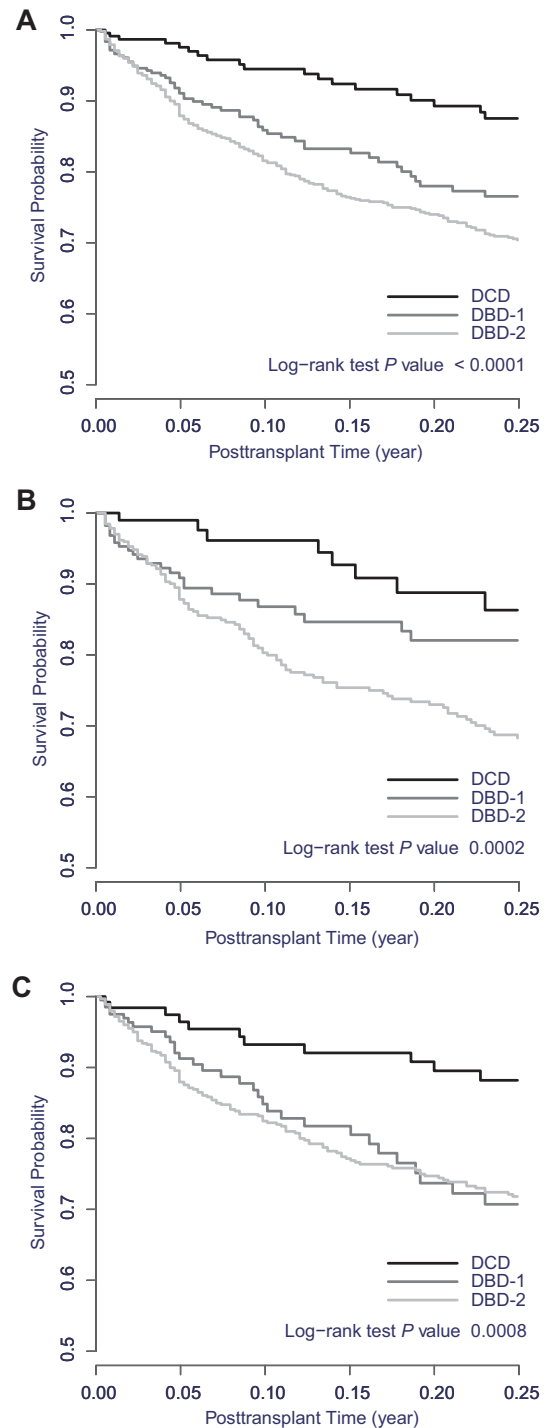 A
1.0
0.9
0.8
0.7
0.6
0.5
Survival Probability
DCD
DBD-1
DBD-2
Log−rank test P value < 0.0001
0.00 0.05 0.10 0.15 0.20 0.25
Posttransplant Time (year)
B
1.0
0.9
0.8
0.7
0.6
0.5
Survival Probability
DCD
DBD-1
DBD-2
Log−rank test P value 0.0002
0.00 0.05 0.10 0.15 0.20 0.25
Posttransplant Time (year)
C
1.0
0.9
0.8
0.7
0.6
0.5
Survival Probability
DCD
DBD-1
DBD-2
Log−rank test P value 0.0008
0.00 0.05 0.10 0.15 0.20 0.25
Posttransplant Time (year)